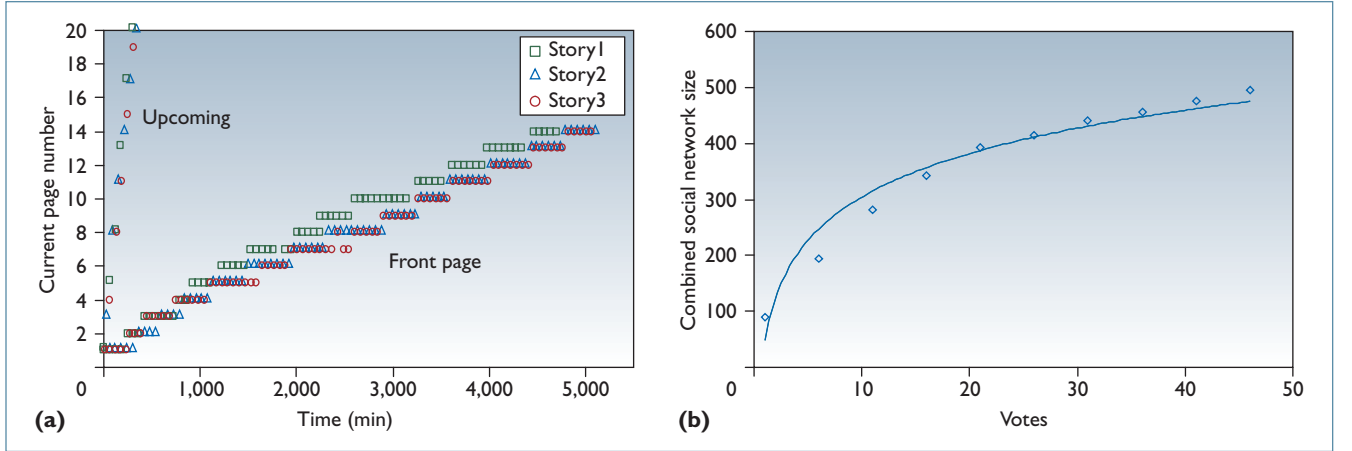 20
18
16
14
12
10
8
6
4
2
0
1,000
2,000
3,000
4,000
5,000
Current page number
Time (min)
Story1
Story2
Story3
Upcoming
Front page
(a)
600
500
400
300
200
100
0
10
20
30
40
50
Combined social network size
Votes
(b)